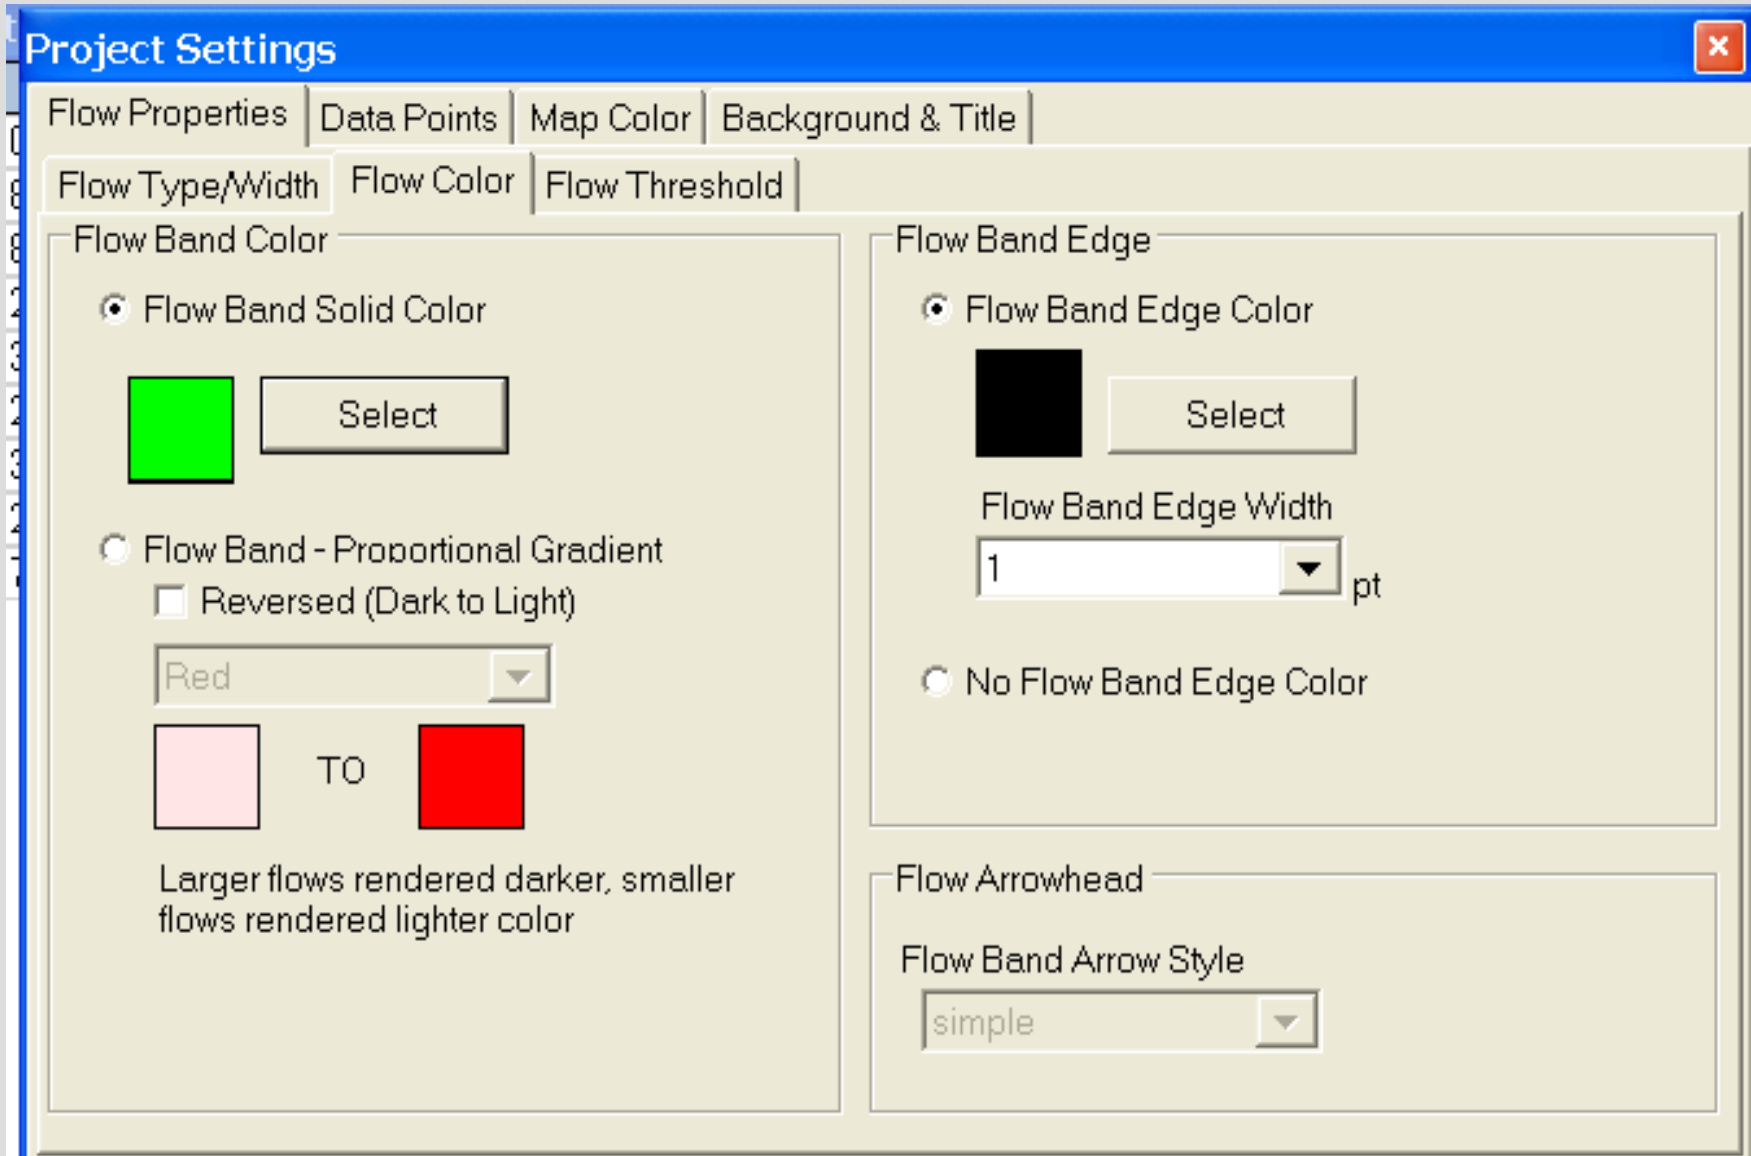 Project Settings
Flow Properties Data Points Map Color Background & Title
Flow Type/Width Flow Color Flow Threshold
Flow Band Color
Flow Band Solid Color
Select
Flow Band - Proportional Gradient
Reversed (Dark to Light)
Red
TO
Larger flows rendered darker, smaller
flows rendered lighter color
Flow Band Edge
Flow Band Edge Color
Select
Flow Band Edge Width
1 pt
No Flow Band Edge Color
Flow Arrowhead
Flow Band Arrow Style
simple